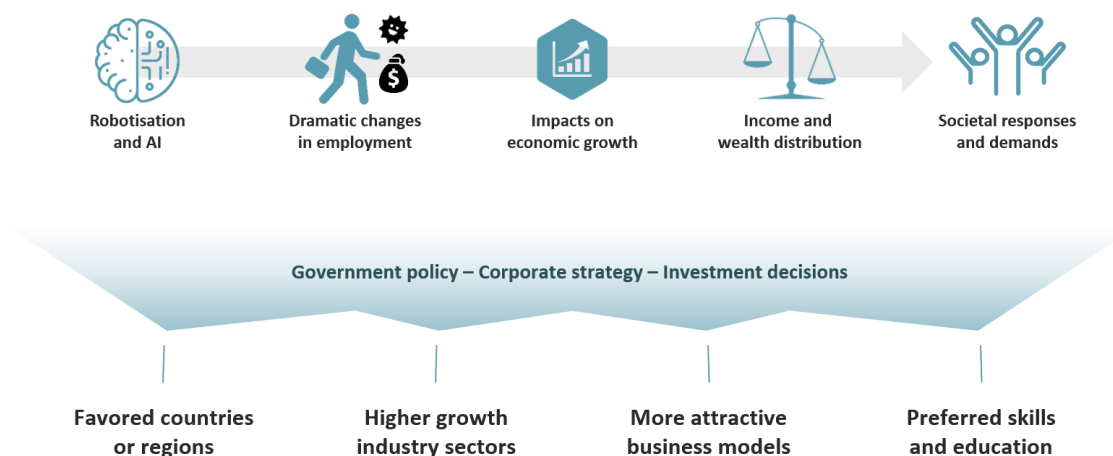 Robotisation
and AI
Dramatic changes
in employment
$
Impacts on
economic growth
Income and
wealth distribution
Societal responses
and demands
Government policy – Corporate strategy – Investment decisions
Favored countries
or regions
Higher growth
industry sectors
More attractive
business models
Preferred skills
and education